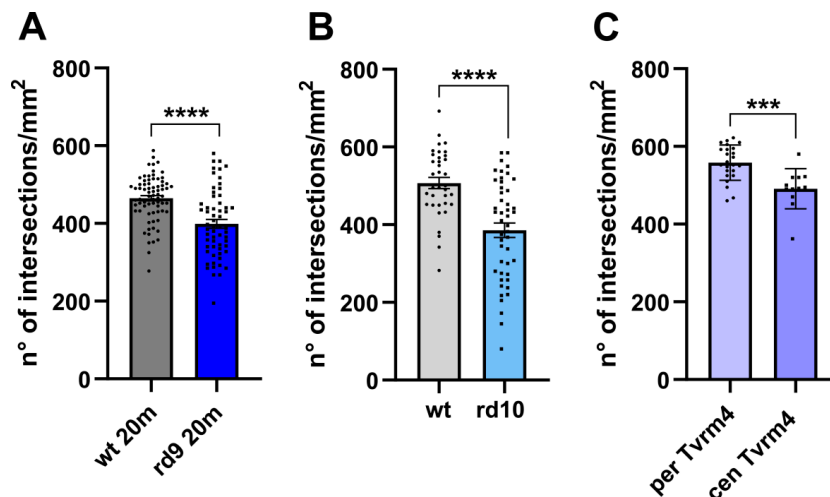 A
n° of intersections/mm²
800
600
400
200
0
****
wt 20m
rd9 20m
B
n° of intersections/mm²
800
600
400
200
0
****
wt
rd10
C
n° of intersections/mm²
800
600
400
200
0
***
per Tvrm4
cen Tvrm4